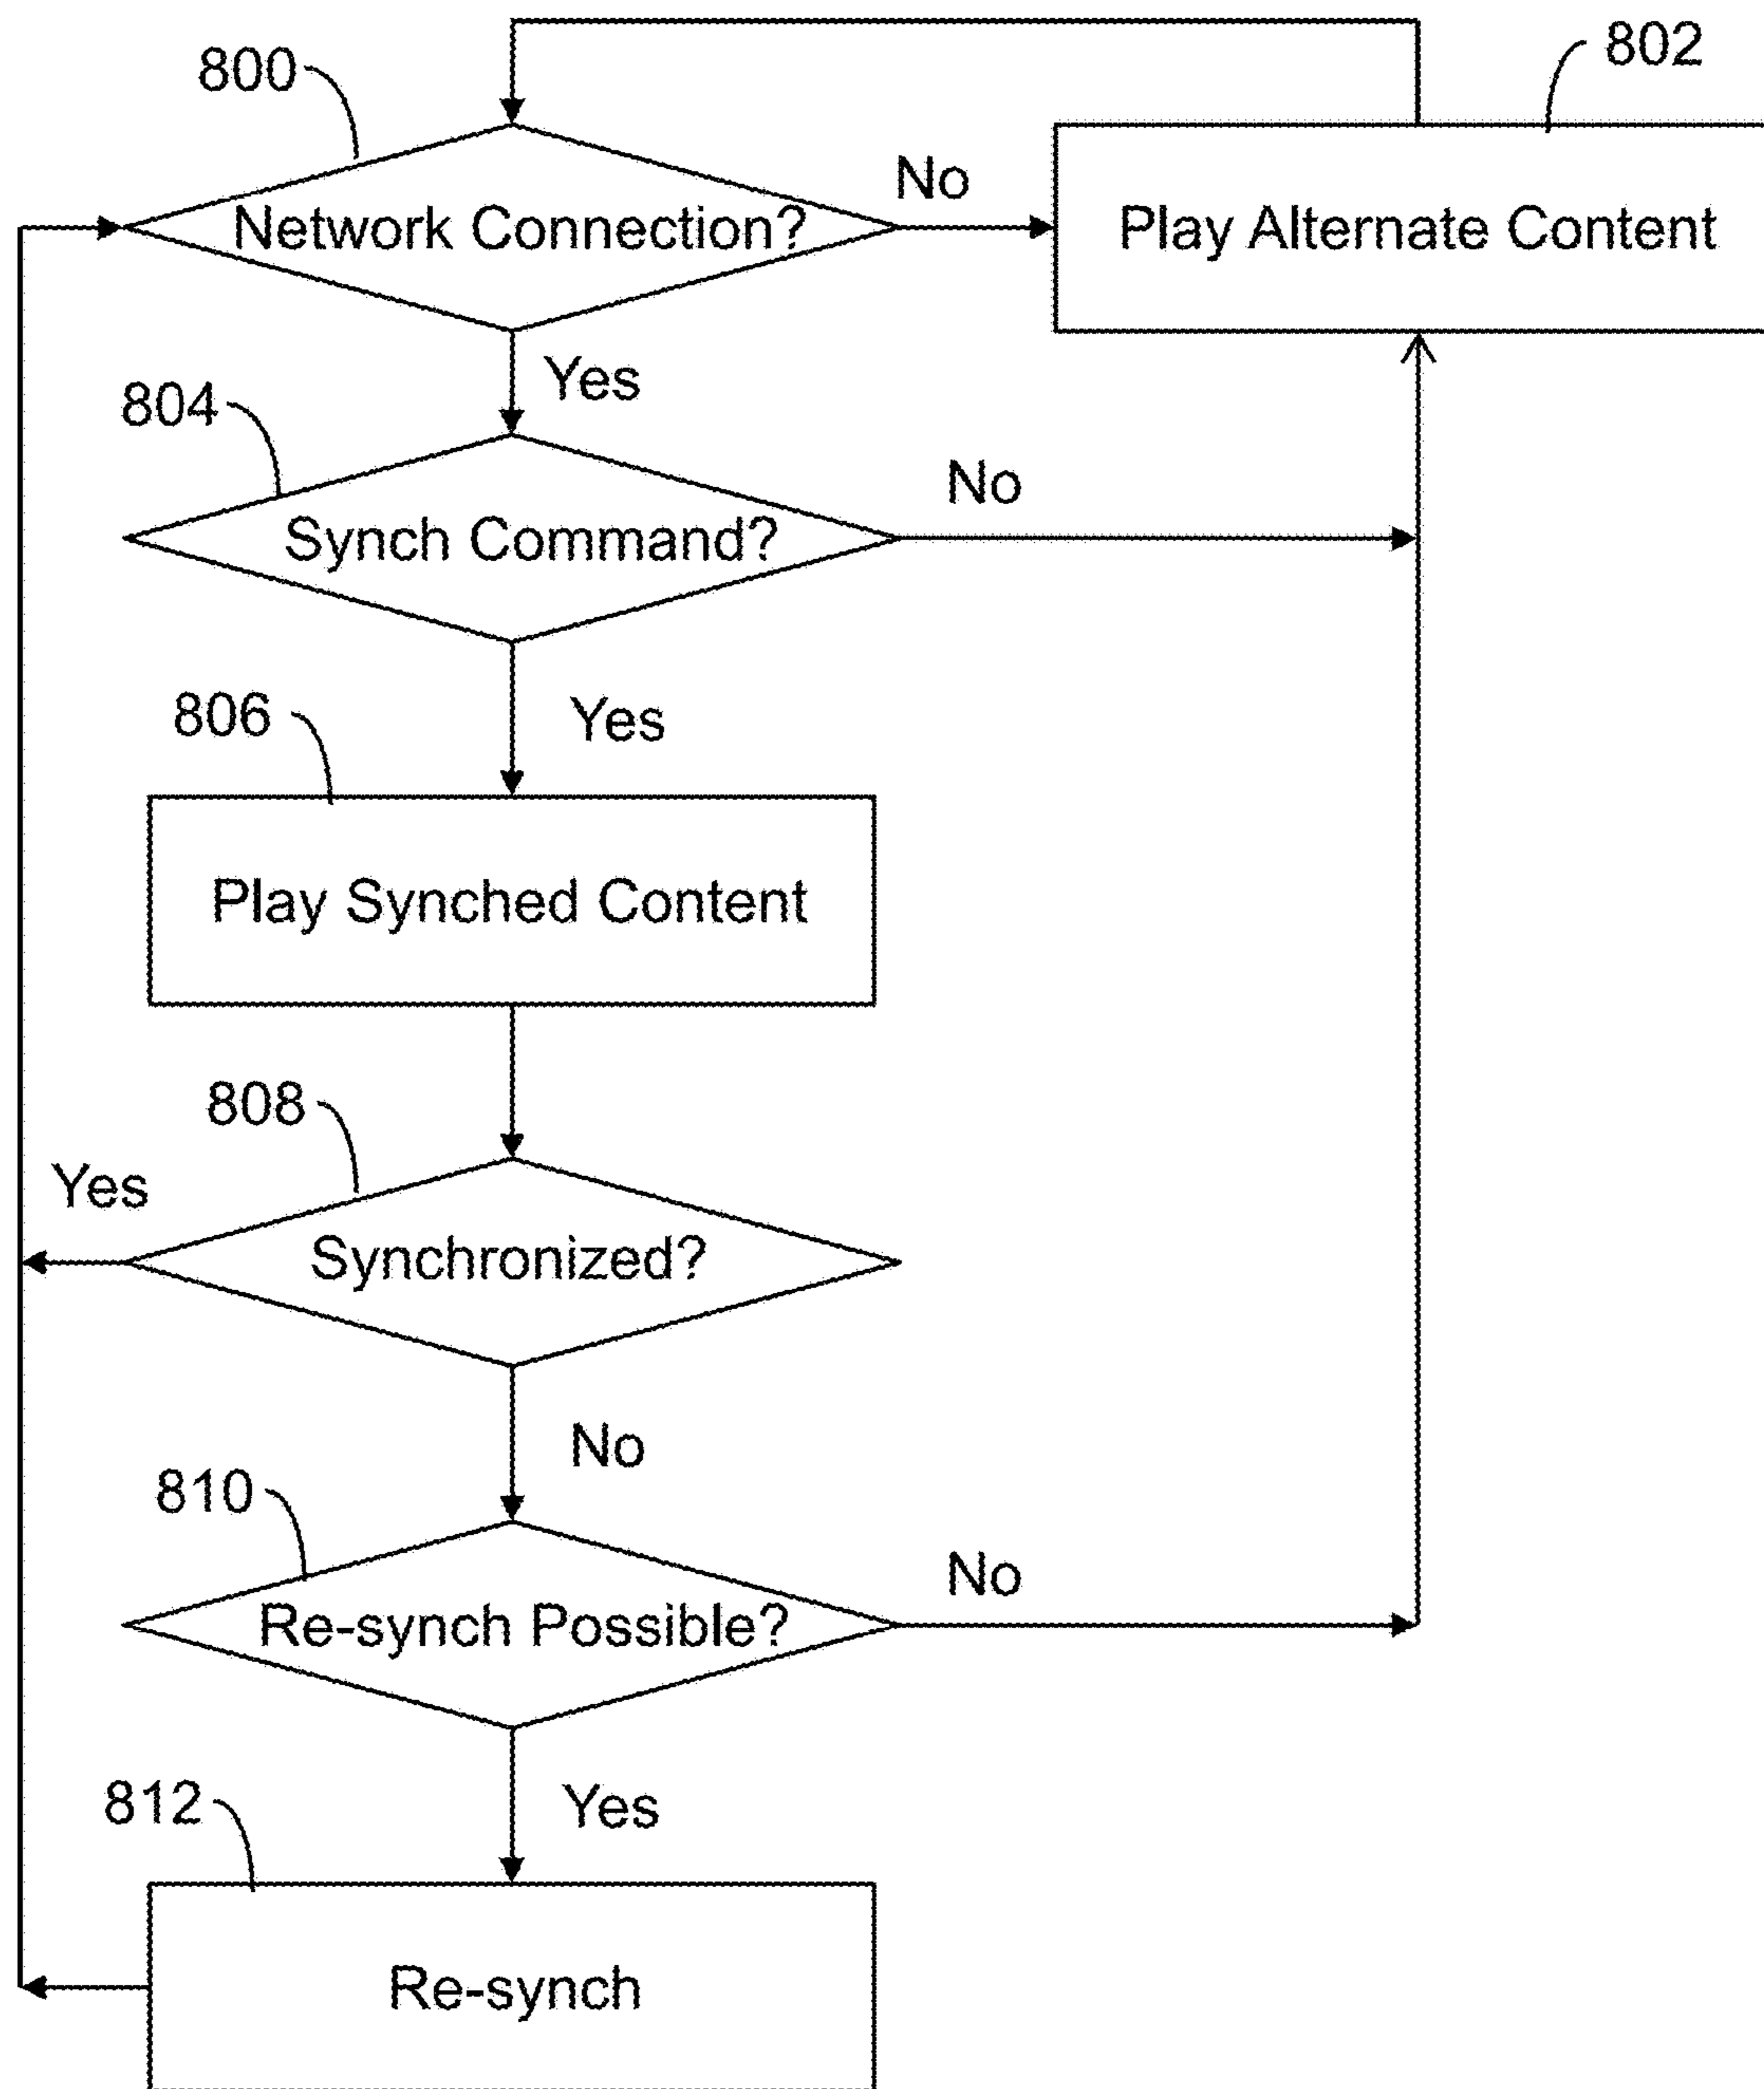 800
802
Network Connection?
No
Play Alternate Content
Yes
804
Synch Command?
No
Yes
806
Play Synched Content
808
Yes
Synchronized?
No
810
Re-synch Possible?
No
Yes
812
Re-synch